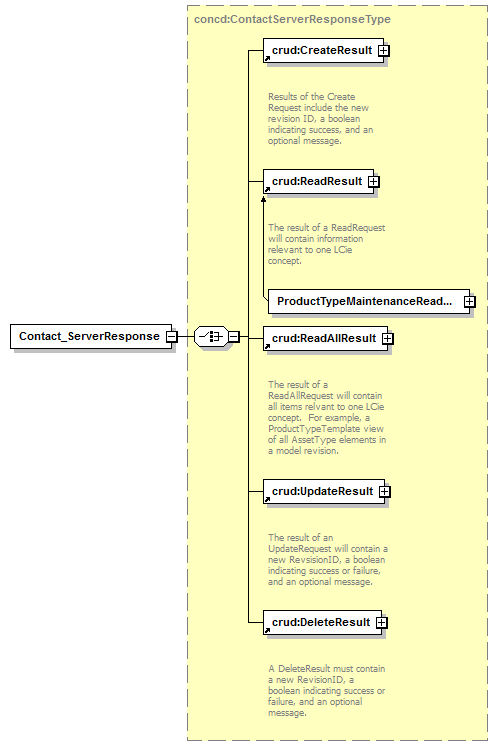 concd:ContactServerResponseType
crud:CreateResult
Results of the Create
Request include the new
revision ID, a boolean
indicating success, and an
optional message.
crud:ReadResult
The result of a ReadRequest
will contain information
relevant to one LCie
concept.
ProductTypeMaintenanceRead...
Contact_ServerResponse
crud:ReadAllResult
The result of a
ReadAllRequest will contain
all items relvant to one LCie
concept.  For example, a
ProductTypeTemplate view
of all AssetType elements in
a model revision.
crud:UpdateResult
The result of an
UpdateRequest will contain a
new RevsisionID, a boolean
indicating success or failure,
and an optional message.
crud:DeleteResult
A DeleteResult must contain
a new RevisionID, a
boolean indicating success or
failure, and an optional
message.